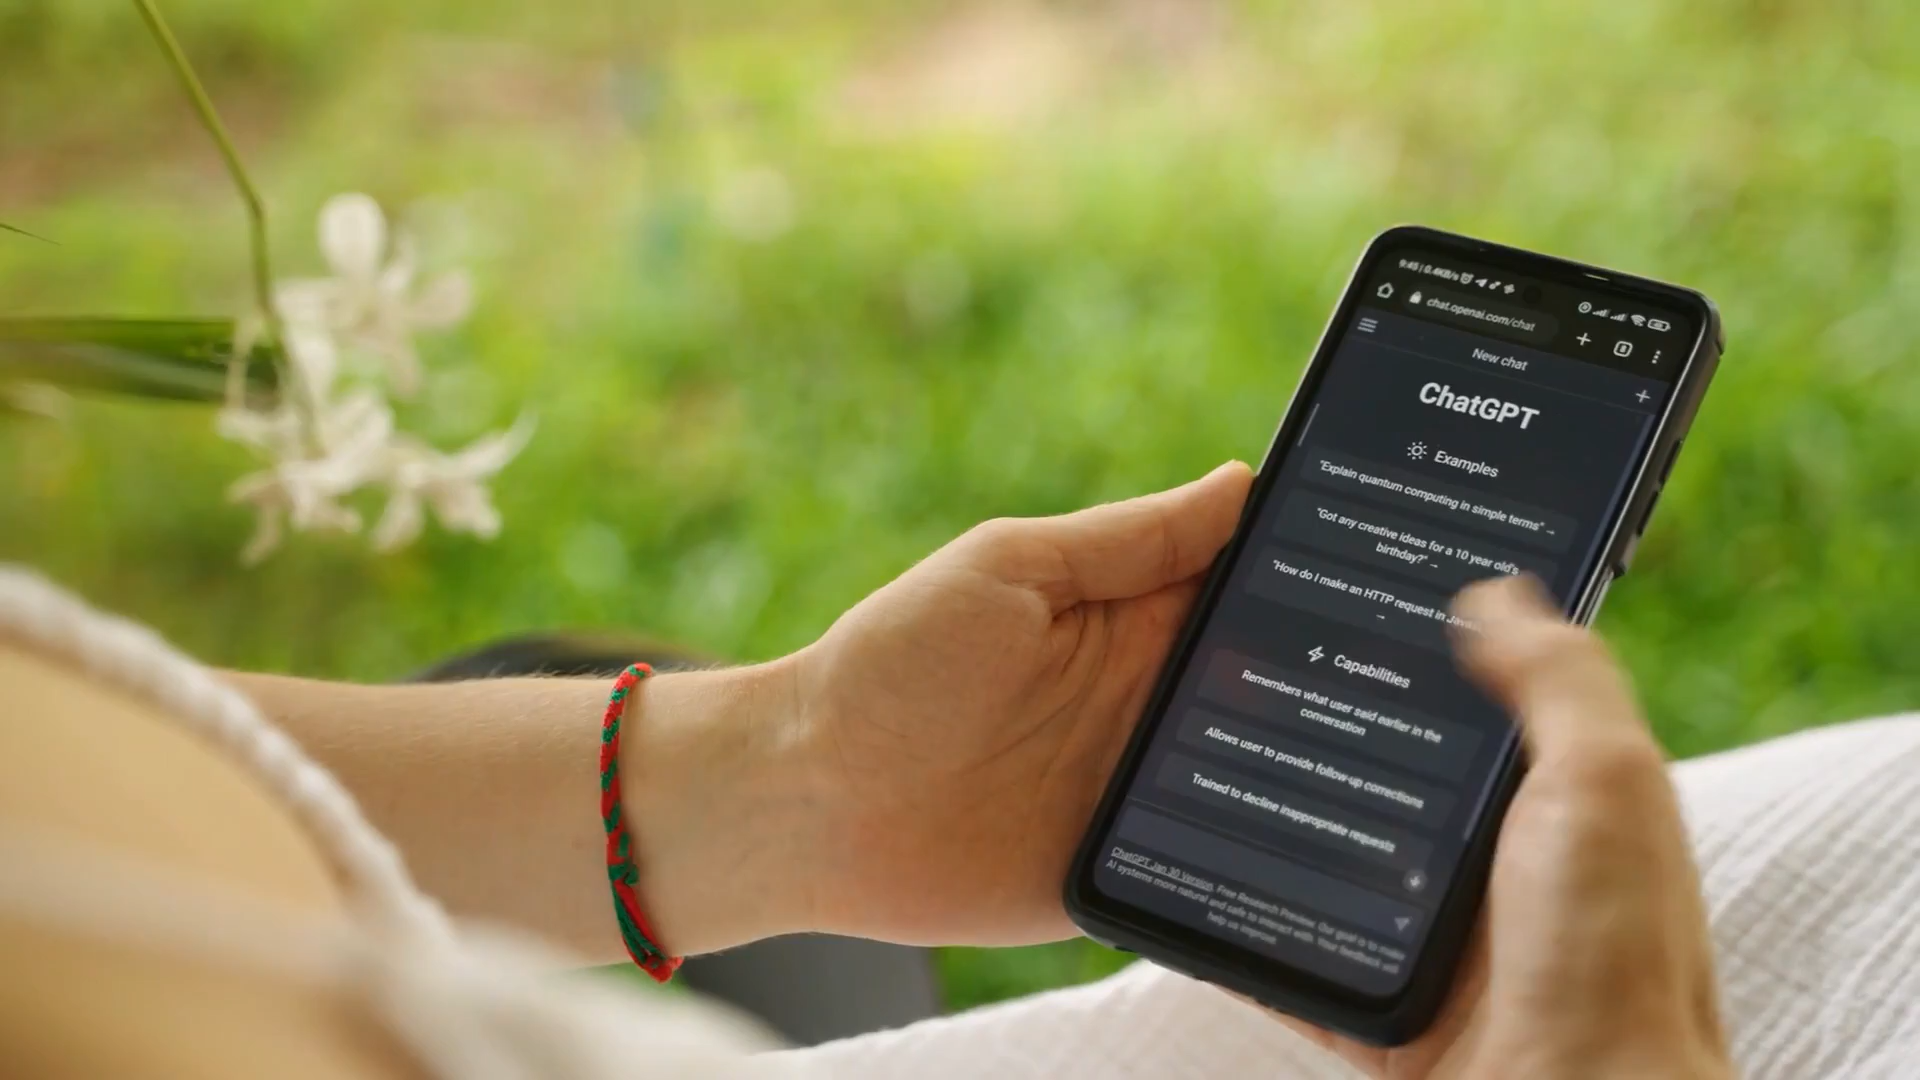 9:45 | 0.4KB/s
chat.openai.com/chat
New chat
ChatGPT
Examples
"Explain quantum computing in simple terms" →
"Got any creative ideas for a 10 year old's
birthday?" →
"How do I make an HTTP request in
→
Capabilities
Remembers what user said earlier in the
conversation
Allows user to provide follow-up corrections
Trained to decline inappropriate requests
ChatGPT Jan 30 Version. Free Research Preview. Our goal is to make
AI systems more natural and safe to interact with. Your feedback will
help us improve.